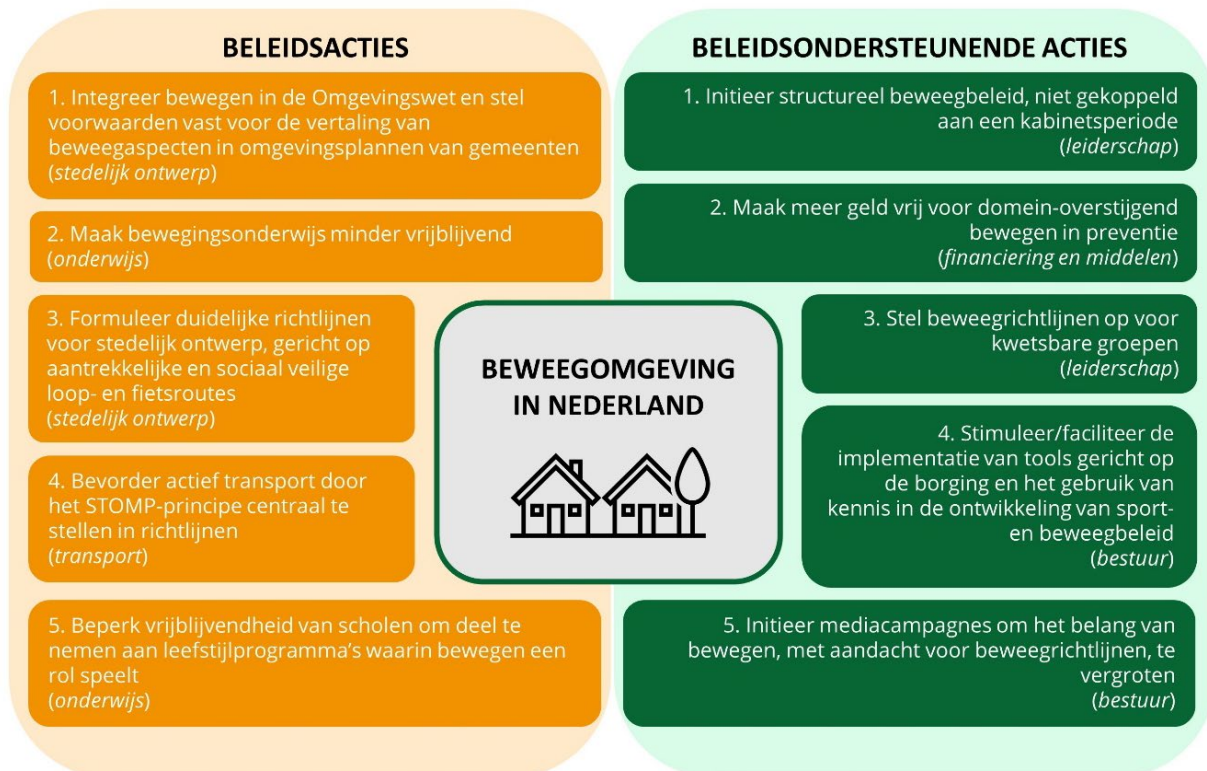 BELEIDSACTIES
1. Integreer bewegen in de Omgevingswet en stel
voorwaarden vast voor de vertaling van
beweegaspecten in omgevingsplannen van gemeenten
(stedelijk ontwerp)
2. Maak bewegingsonderwijs minder vrijblijvend
(onderwijs)
3. Formuleer duidelijke richtlijnen
voor stedelijk ontwerp, gericht op
aantrekkelijke en sociaal veilige
loop- en fietsroutes
(stedelijk ontwerp)
4. Bevorder actief transport door
het STOMP-principe centraal te
stellen in richtlijnen
(transport)
5. Beperk vrijblijvendheid van scholen om deel te
nemen aan leefstijlprogramma's waarin bewegen een
rol speelt
(onderwijs)
BEWEEGOMGEVING
IN NEDERLAND
BELEIDSONDERSTEUNENDE ACTIES
1. Initieer structureel beweegbeleid, niet gekoppeld
aan een kabinetsperiode
(leiderschap)
2. Maak meer geld vrij voor domein-overstijgend
bewegen in preventie
(financiering en middelen)
3. Stel beweegrichtlijnen op voor
kwetsbare groepen
(leiderschap)
4. Stimuleer/faciliteer de
implementatie van tools gericht op
de borging en het gebruik van
kennis in de ontwikkeling van sport-
en beweegbeleid
(bestuur)
5. Initieer mediacampagnes om het belang van
bewegen, met aandacht voor beweegrichtlijnen, te
vergroten
(bestuur)